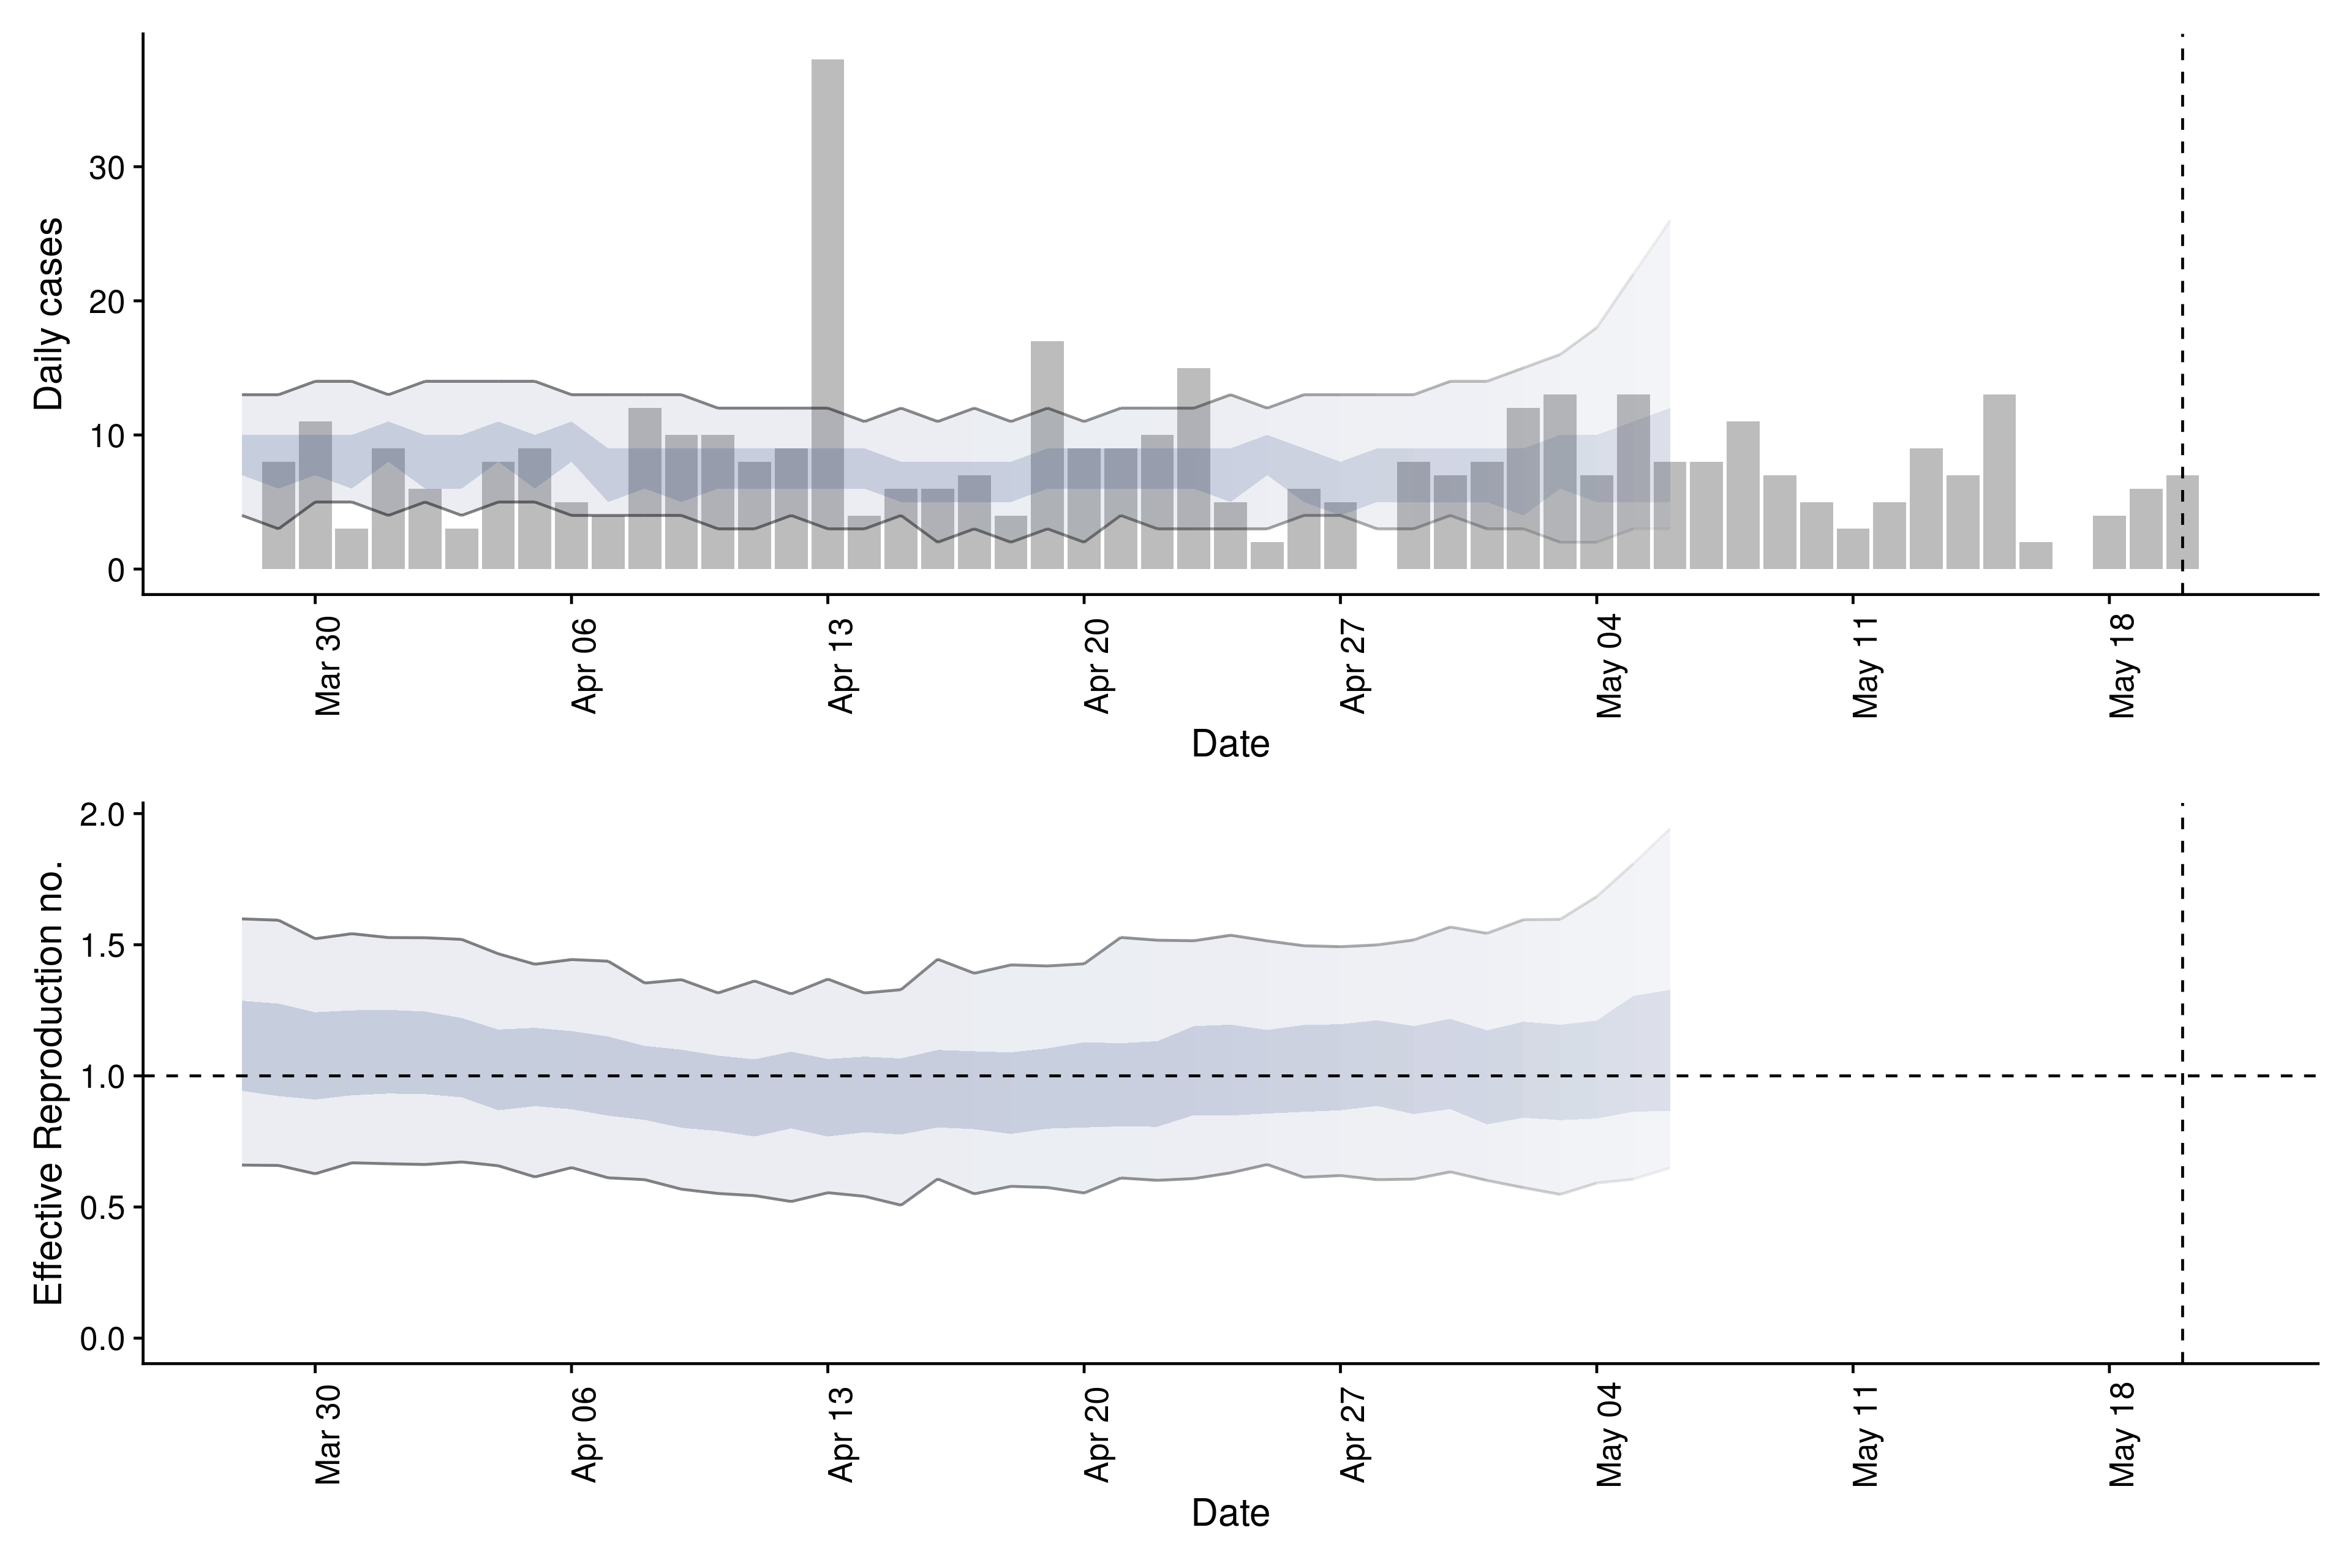 Daily cases
30
20
10
0
Mar 30
Apr 06
Apr 13
Apr 20
Apr 27
May 04
May 11
May 18
Date
Effective Reproduction no.
2.0
1.5
1.0
0.5
0.0
Mar 30
Apr 06
Apr 13
Apr 20
Apr 27
May 04
May 11
May 18
Date